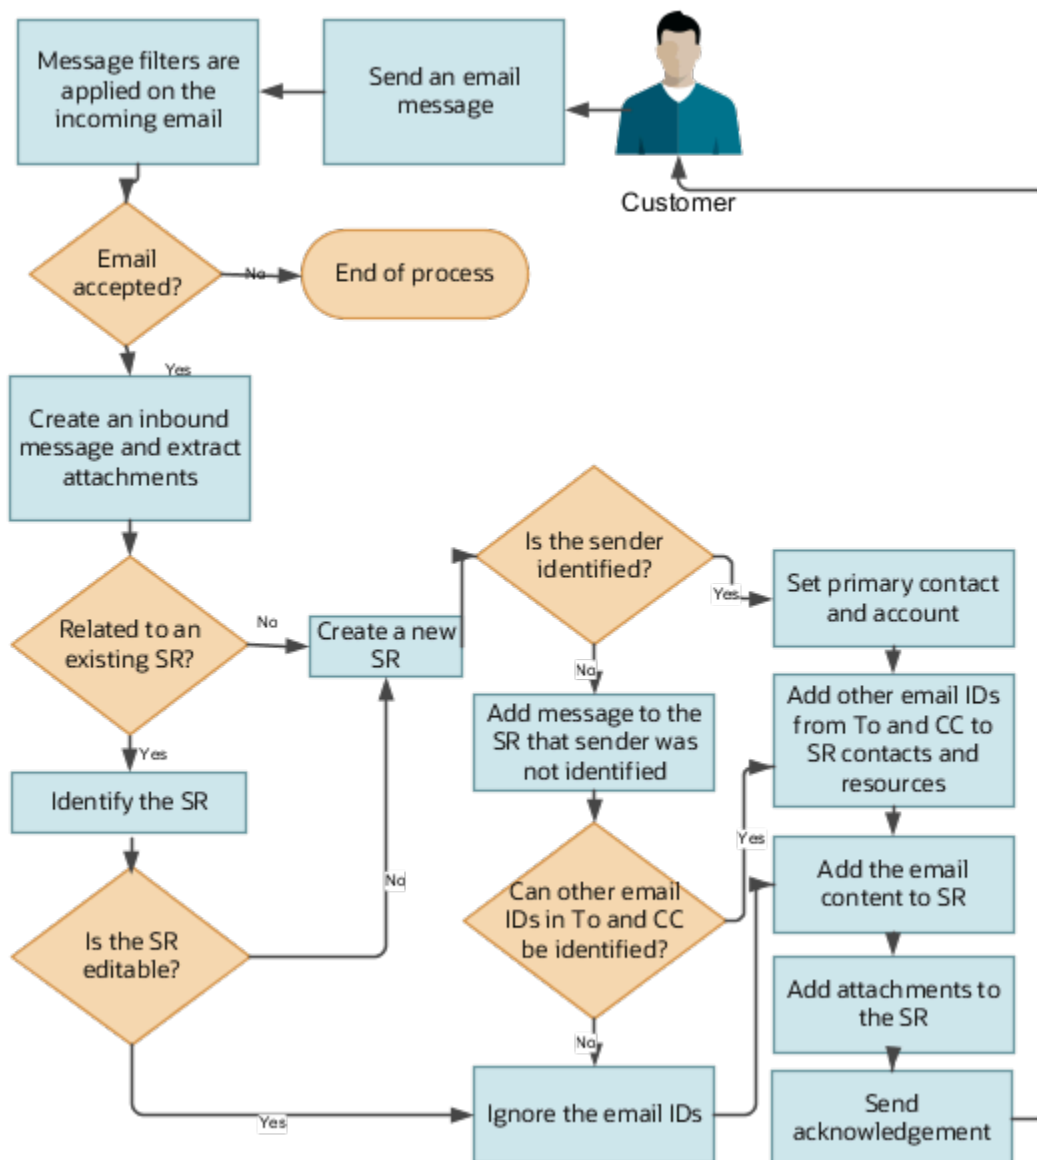 Message filters are
applied on the
incoming email
Send an email
message
Customer
Email
accepted?
No
End of process
Yes
Create an inbound
message and extract
attachments
Related to an
existing SR?
No
Create a new
SR
Is the sender
identified?
Yes
Set primary contact
and account
No
Add message to the
SR that sender was
not identified
Add other email IDs
from To and CC to
SR contacts and
resources
Yes
Identify the SR
Yes
Can other email
IDs in To and CC
be identified?
Add the email
content to SR
No
Is the SR
editable?
Add attachments to
the SR
No
Yes
Ignore the email IDs
Send
acknowledgement